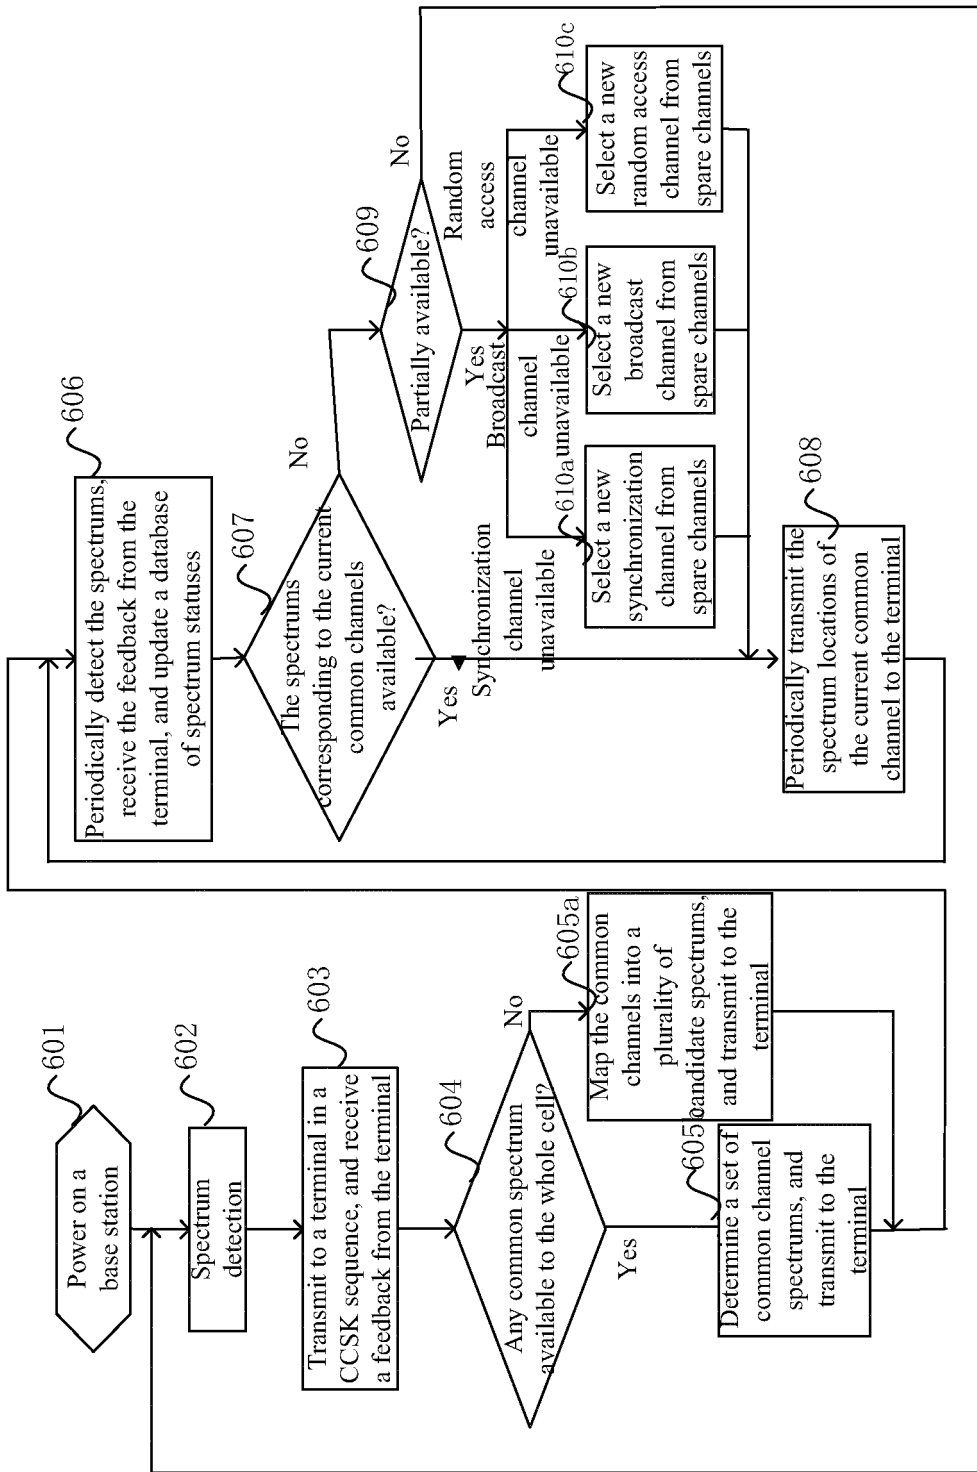 601
Power on a
base station
602
Spectrum
detection
603
Transmit to a terminal in a
CCSK sequence, and receive
a feedback from the terminal
604
Any common spectrum
available to the whole cell?
No
Yes
605a
Map the common
channels into a
plurality of
candidate spectrums,
and transmit to the
terminal
605b
Determine a set of
common channel
spectrums, and
transmit to the
terminal
606
Periodically detect the spectrums,
receive the feedback from the
terminal, and update a database
of spectrum statuses
607
The spectrums
corresponding to the current
common channels
available?
No
Yes
609
Partially available?
No
Yes
Synchronization
channel
unavailable
Broadcast
channel
unavailable
Random
access
channel
unavailable
610a
Select a new
synchronization
channel from
spare channels
610b
Select a new
broadcast
channel from
spare channels
610c
Select a new
random access
channel from
spare channels
608
Periodically transmit the
spectrum locations of
the current common
channel to the terminal